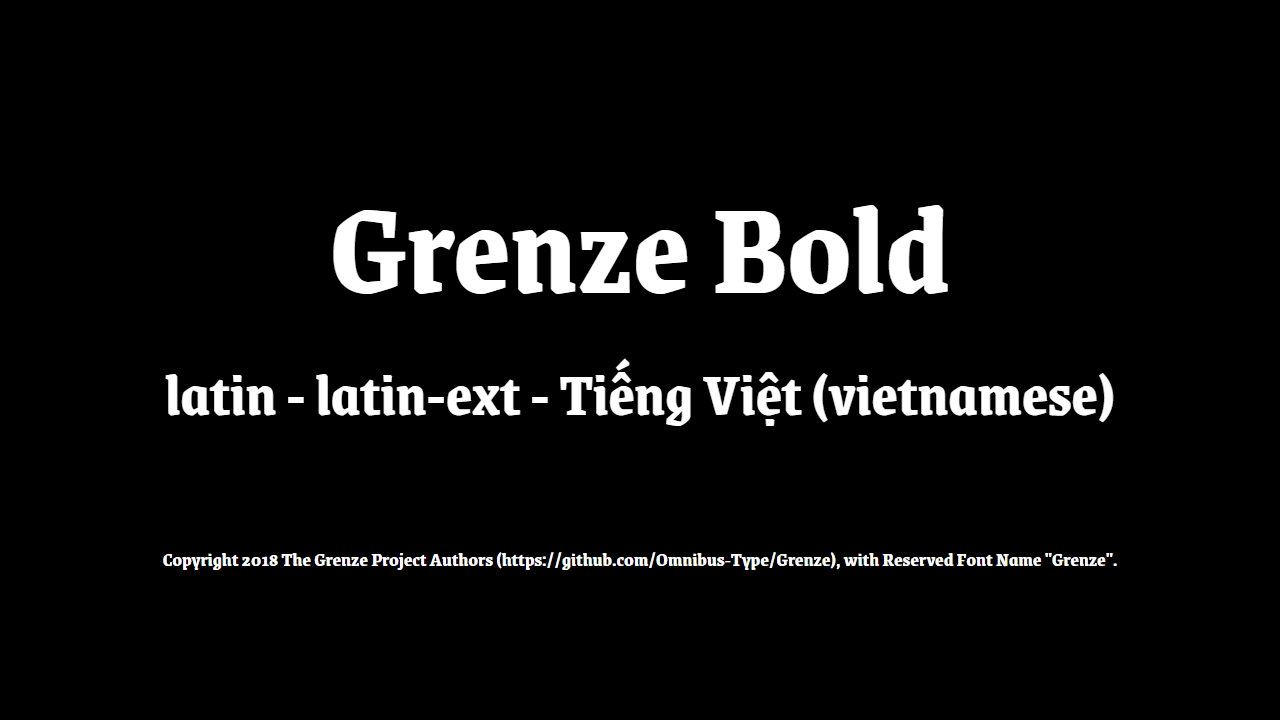 Grenze Bold
latin - latin-ext - Tiếng Việt (vietnamese)
Copyright 2018 The Grenze Project Authors (https://github.com/Omnibus-Type/Grenze), with Reserved Font Name "Grenze".